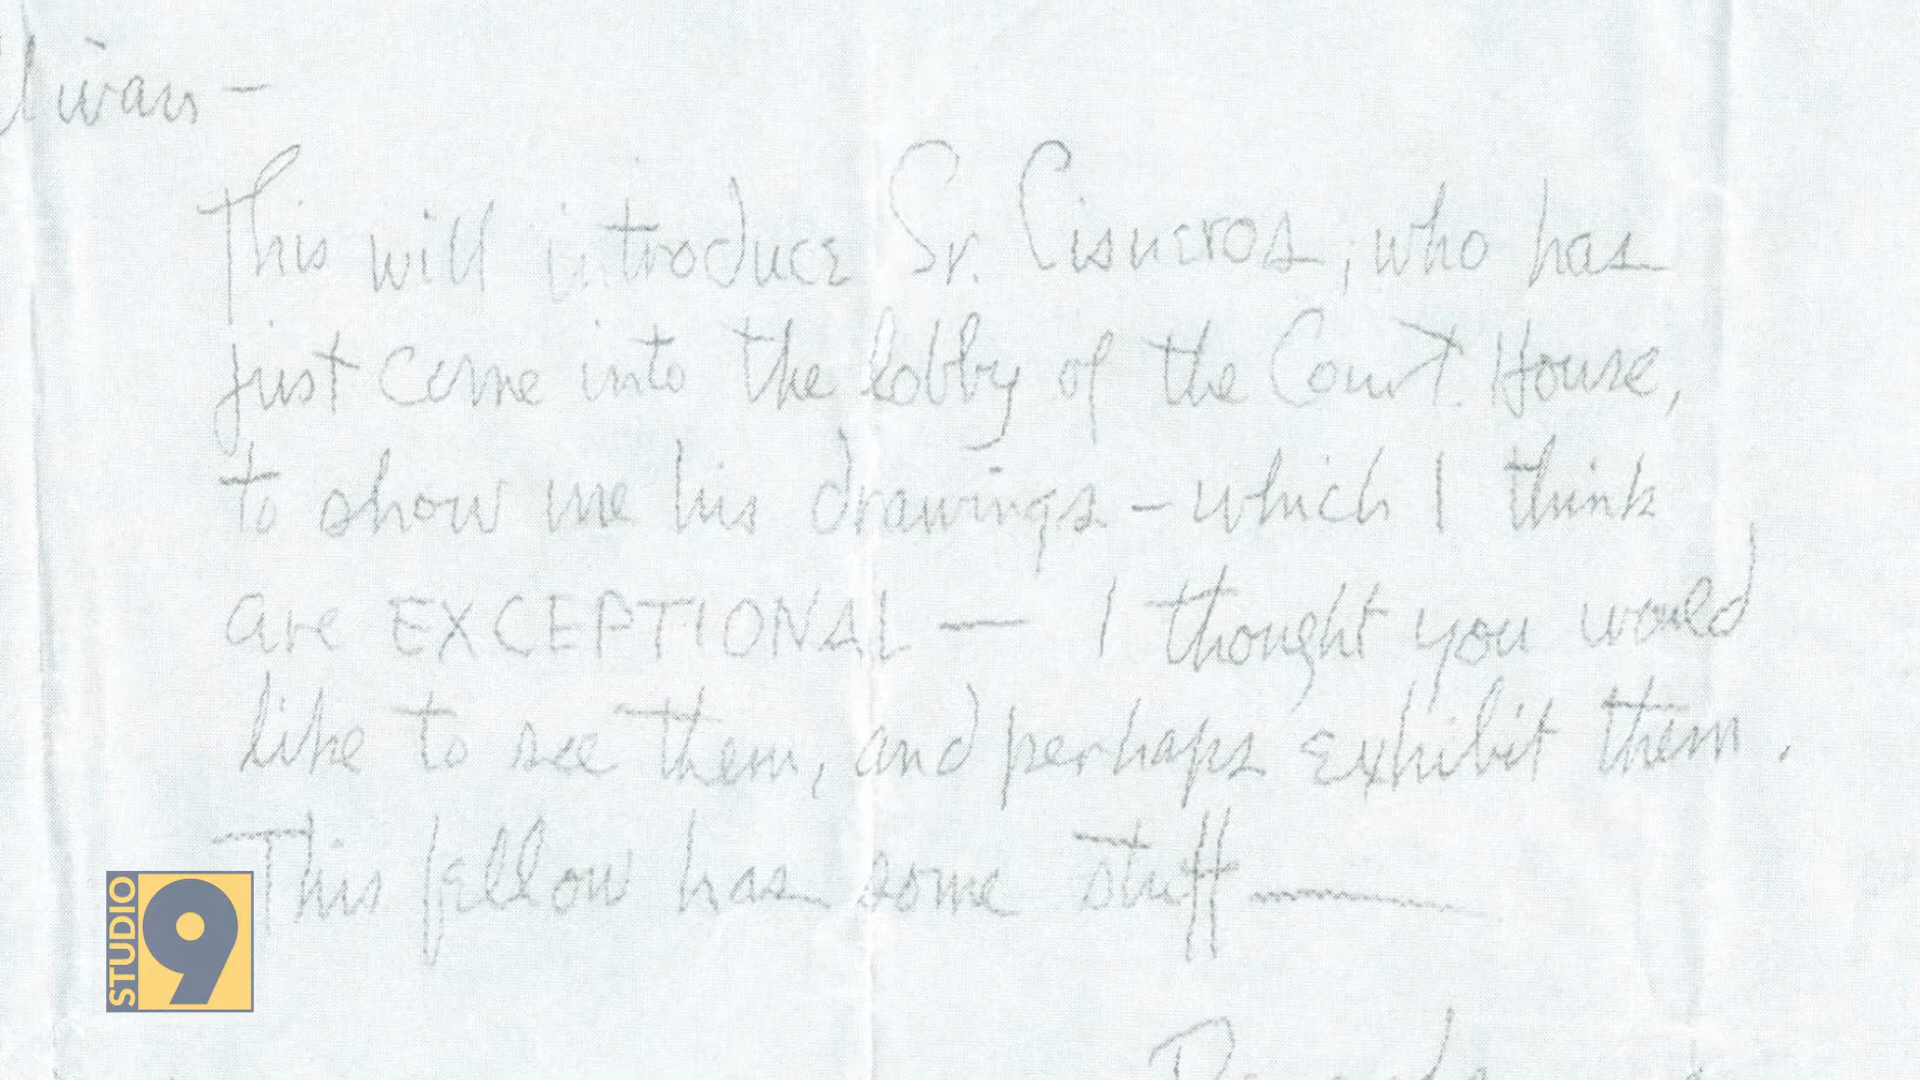 This will introduce Sr. Cisneros, who has
just come into the lobby of the Court House,
to show me his drawings - which I think
are EXCEPTIONAL — I thought you would
like to see them, and perhaps exhibit them.
This fellow has some stuff —
STUDIO 9